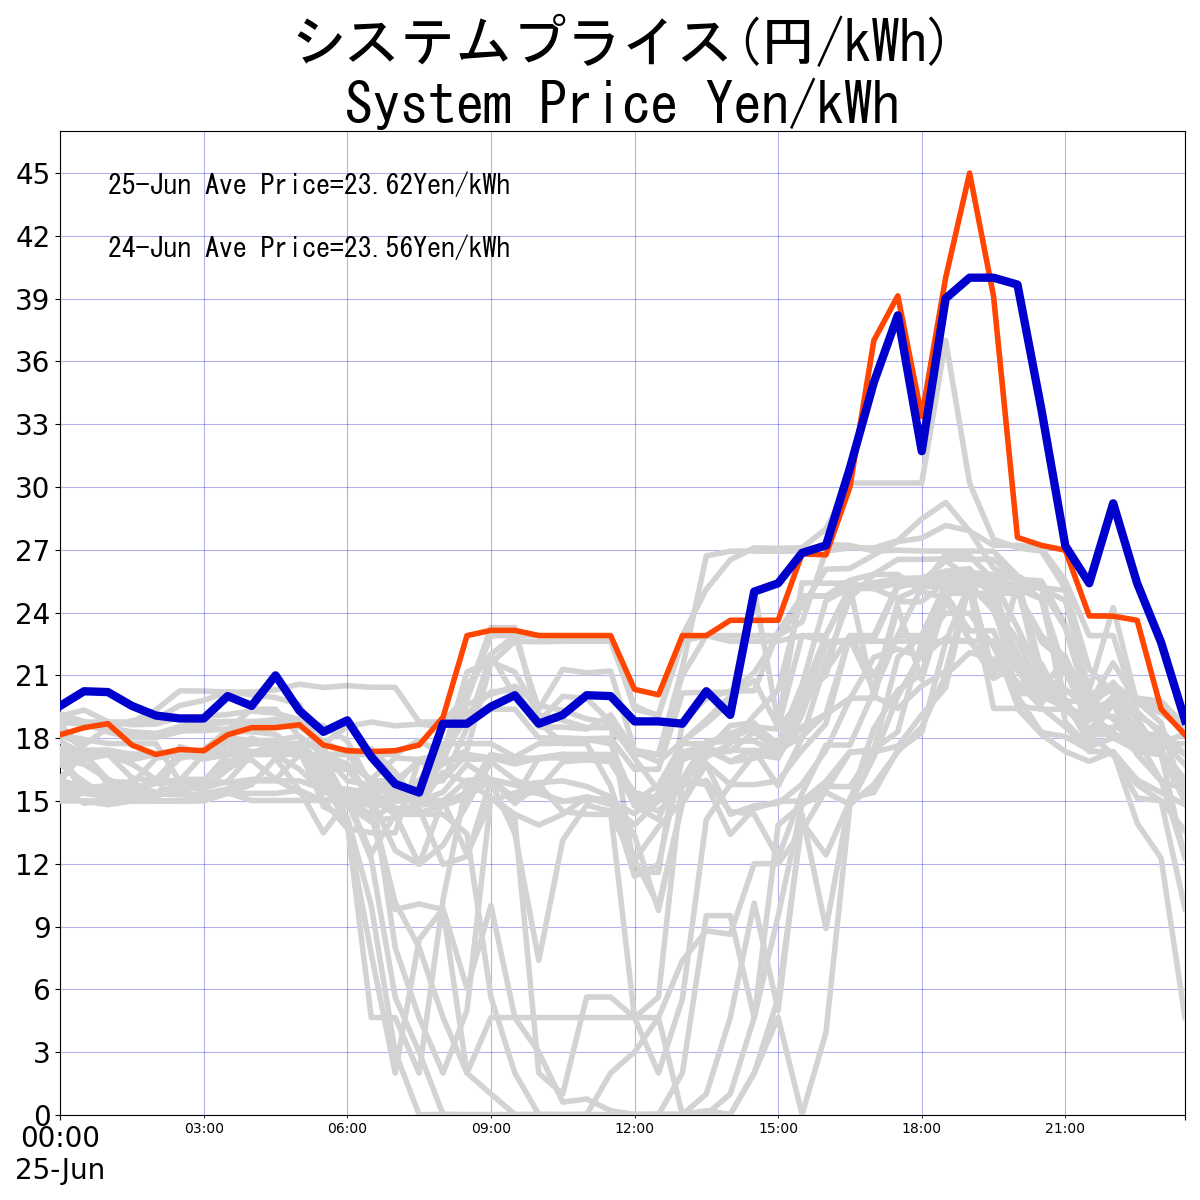 システムプライス(円/kWh)
System Price Yen/kWh
25-Jun Ave Price=23.62Yen/kWh
24-Jun Ave Price=23.56Yen/kWh
45
42
39
36
33
30
27
24
21
18
15
12
9
6
3
0
00:00 03:00 06:00 09:00 12:00 15:00 18:00 21:00
25-Jun